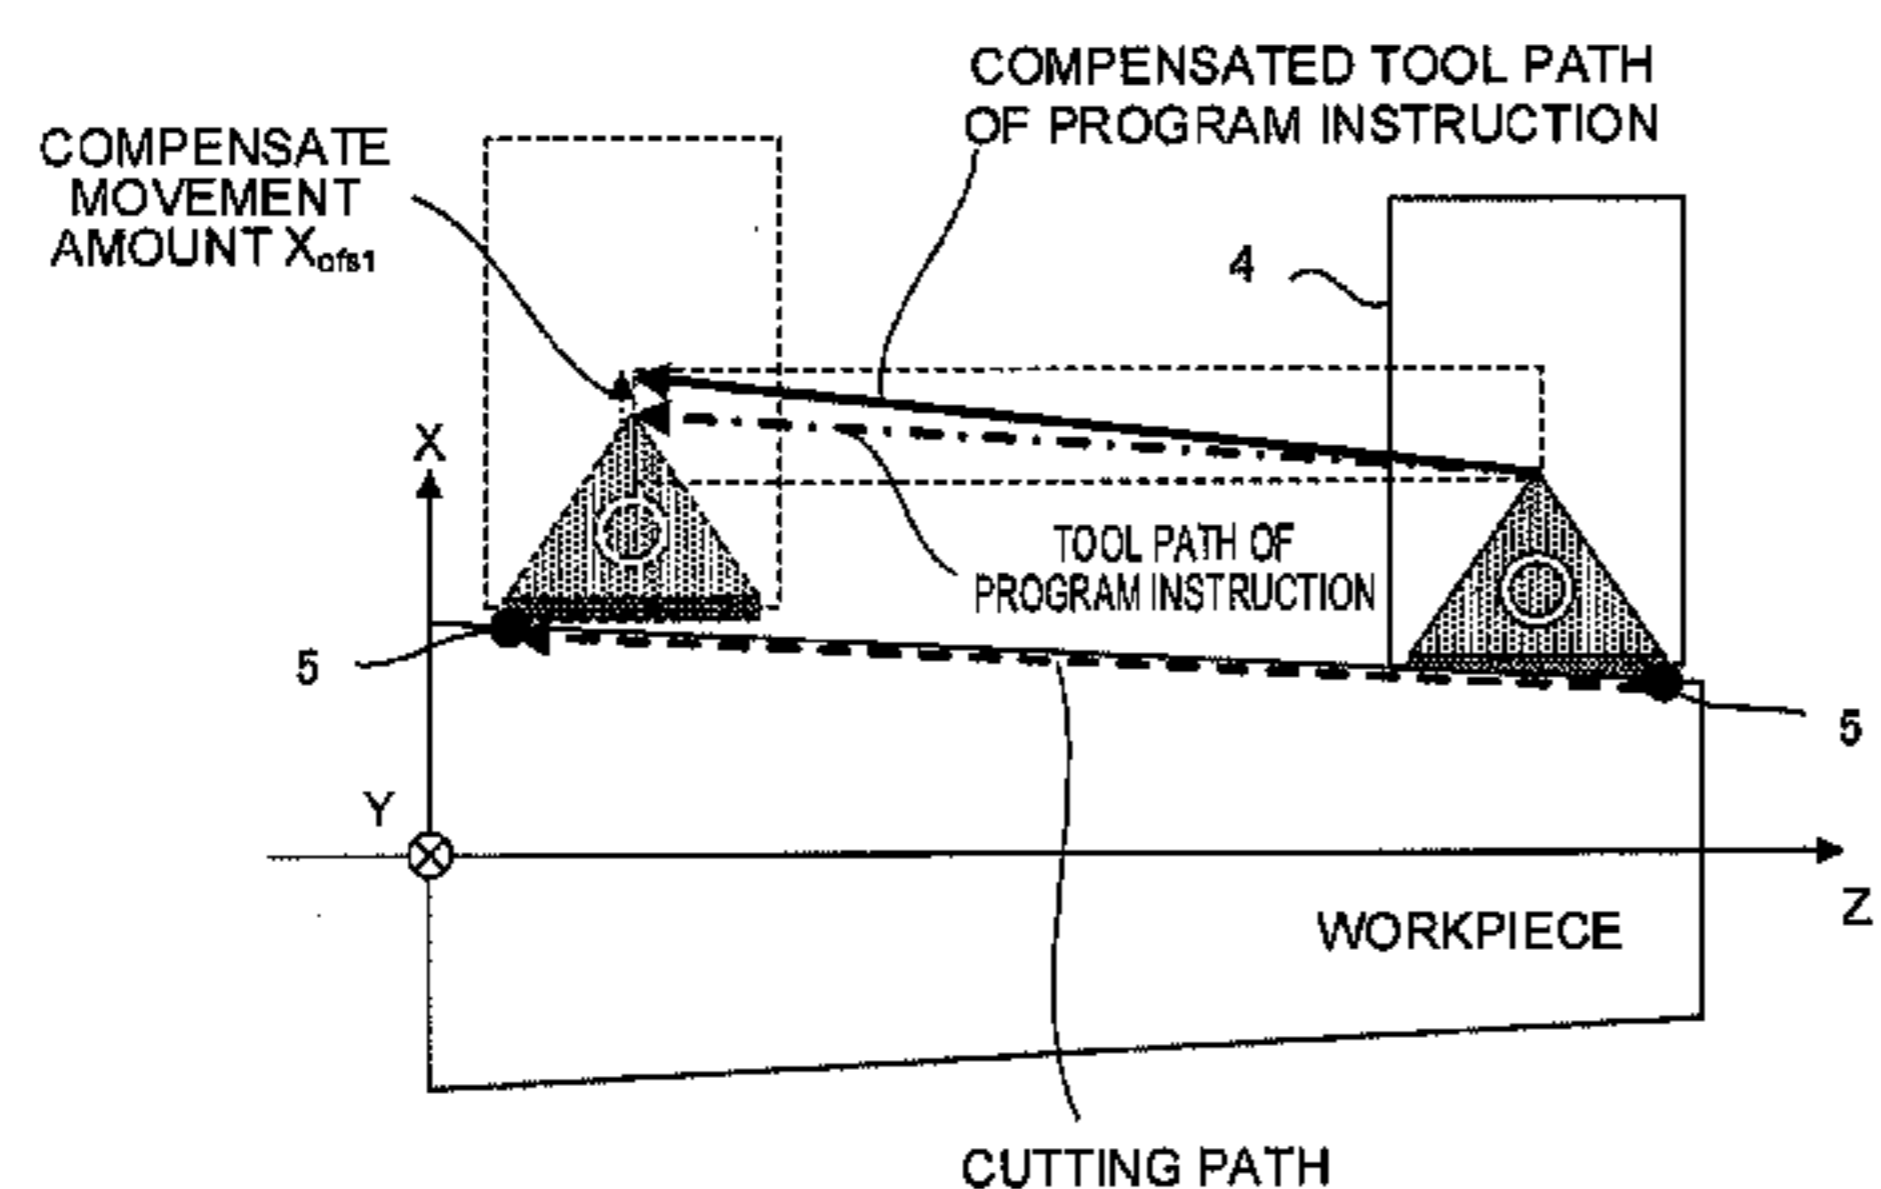 COMPENSATED TOOL PATH
OF PROGRAM INSTRUCTION
COMPENSATE
MOVEMENT
AMOUNT Xofs1
4
X
TOOL PATH OF
PROGRAM INSTRUCTION
5
5
Y
Z
WORKPIECE
CUTTING PATH